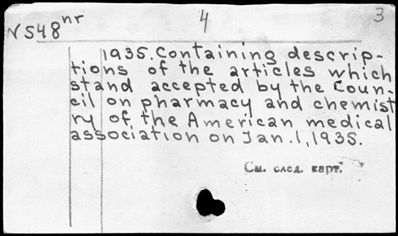 N548nr 4 3
1935. Containing descrip-
tions of the articles which
stand accepted by the Coun-
cil on pharmacy and chemist
ry of the American medical
association on Jan. 1, 1935.
См. след. карт.